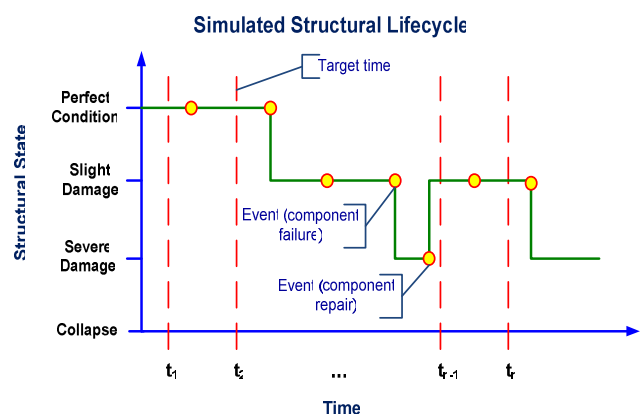 Simulated Structural Lifecycle
Target time
Perfect
Condition
Slight
Damage
Event (component
failure)
Severe
Damage
Event (component
repair)
Collapse
Structural State
t1 t2 ... tr-1 tr
Time